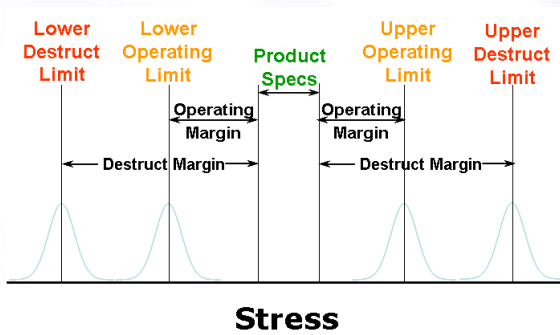 Lower
Destruct
Limit
Lower
Operating
Limit
Product
Specs
Upper
Operating
Limit
Upper
Destruct
Limit
Operating
Margin
Operating
Margin
Destruct Margin
Destruct Margin
Stress